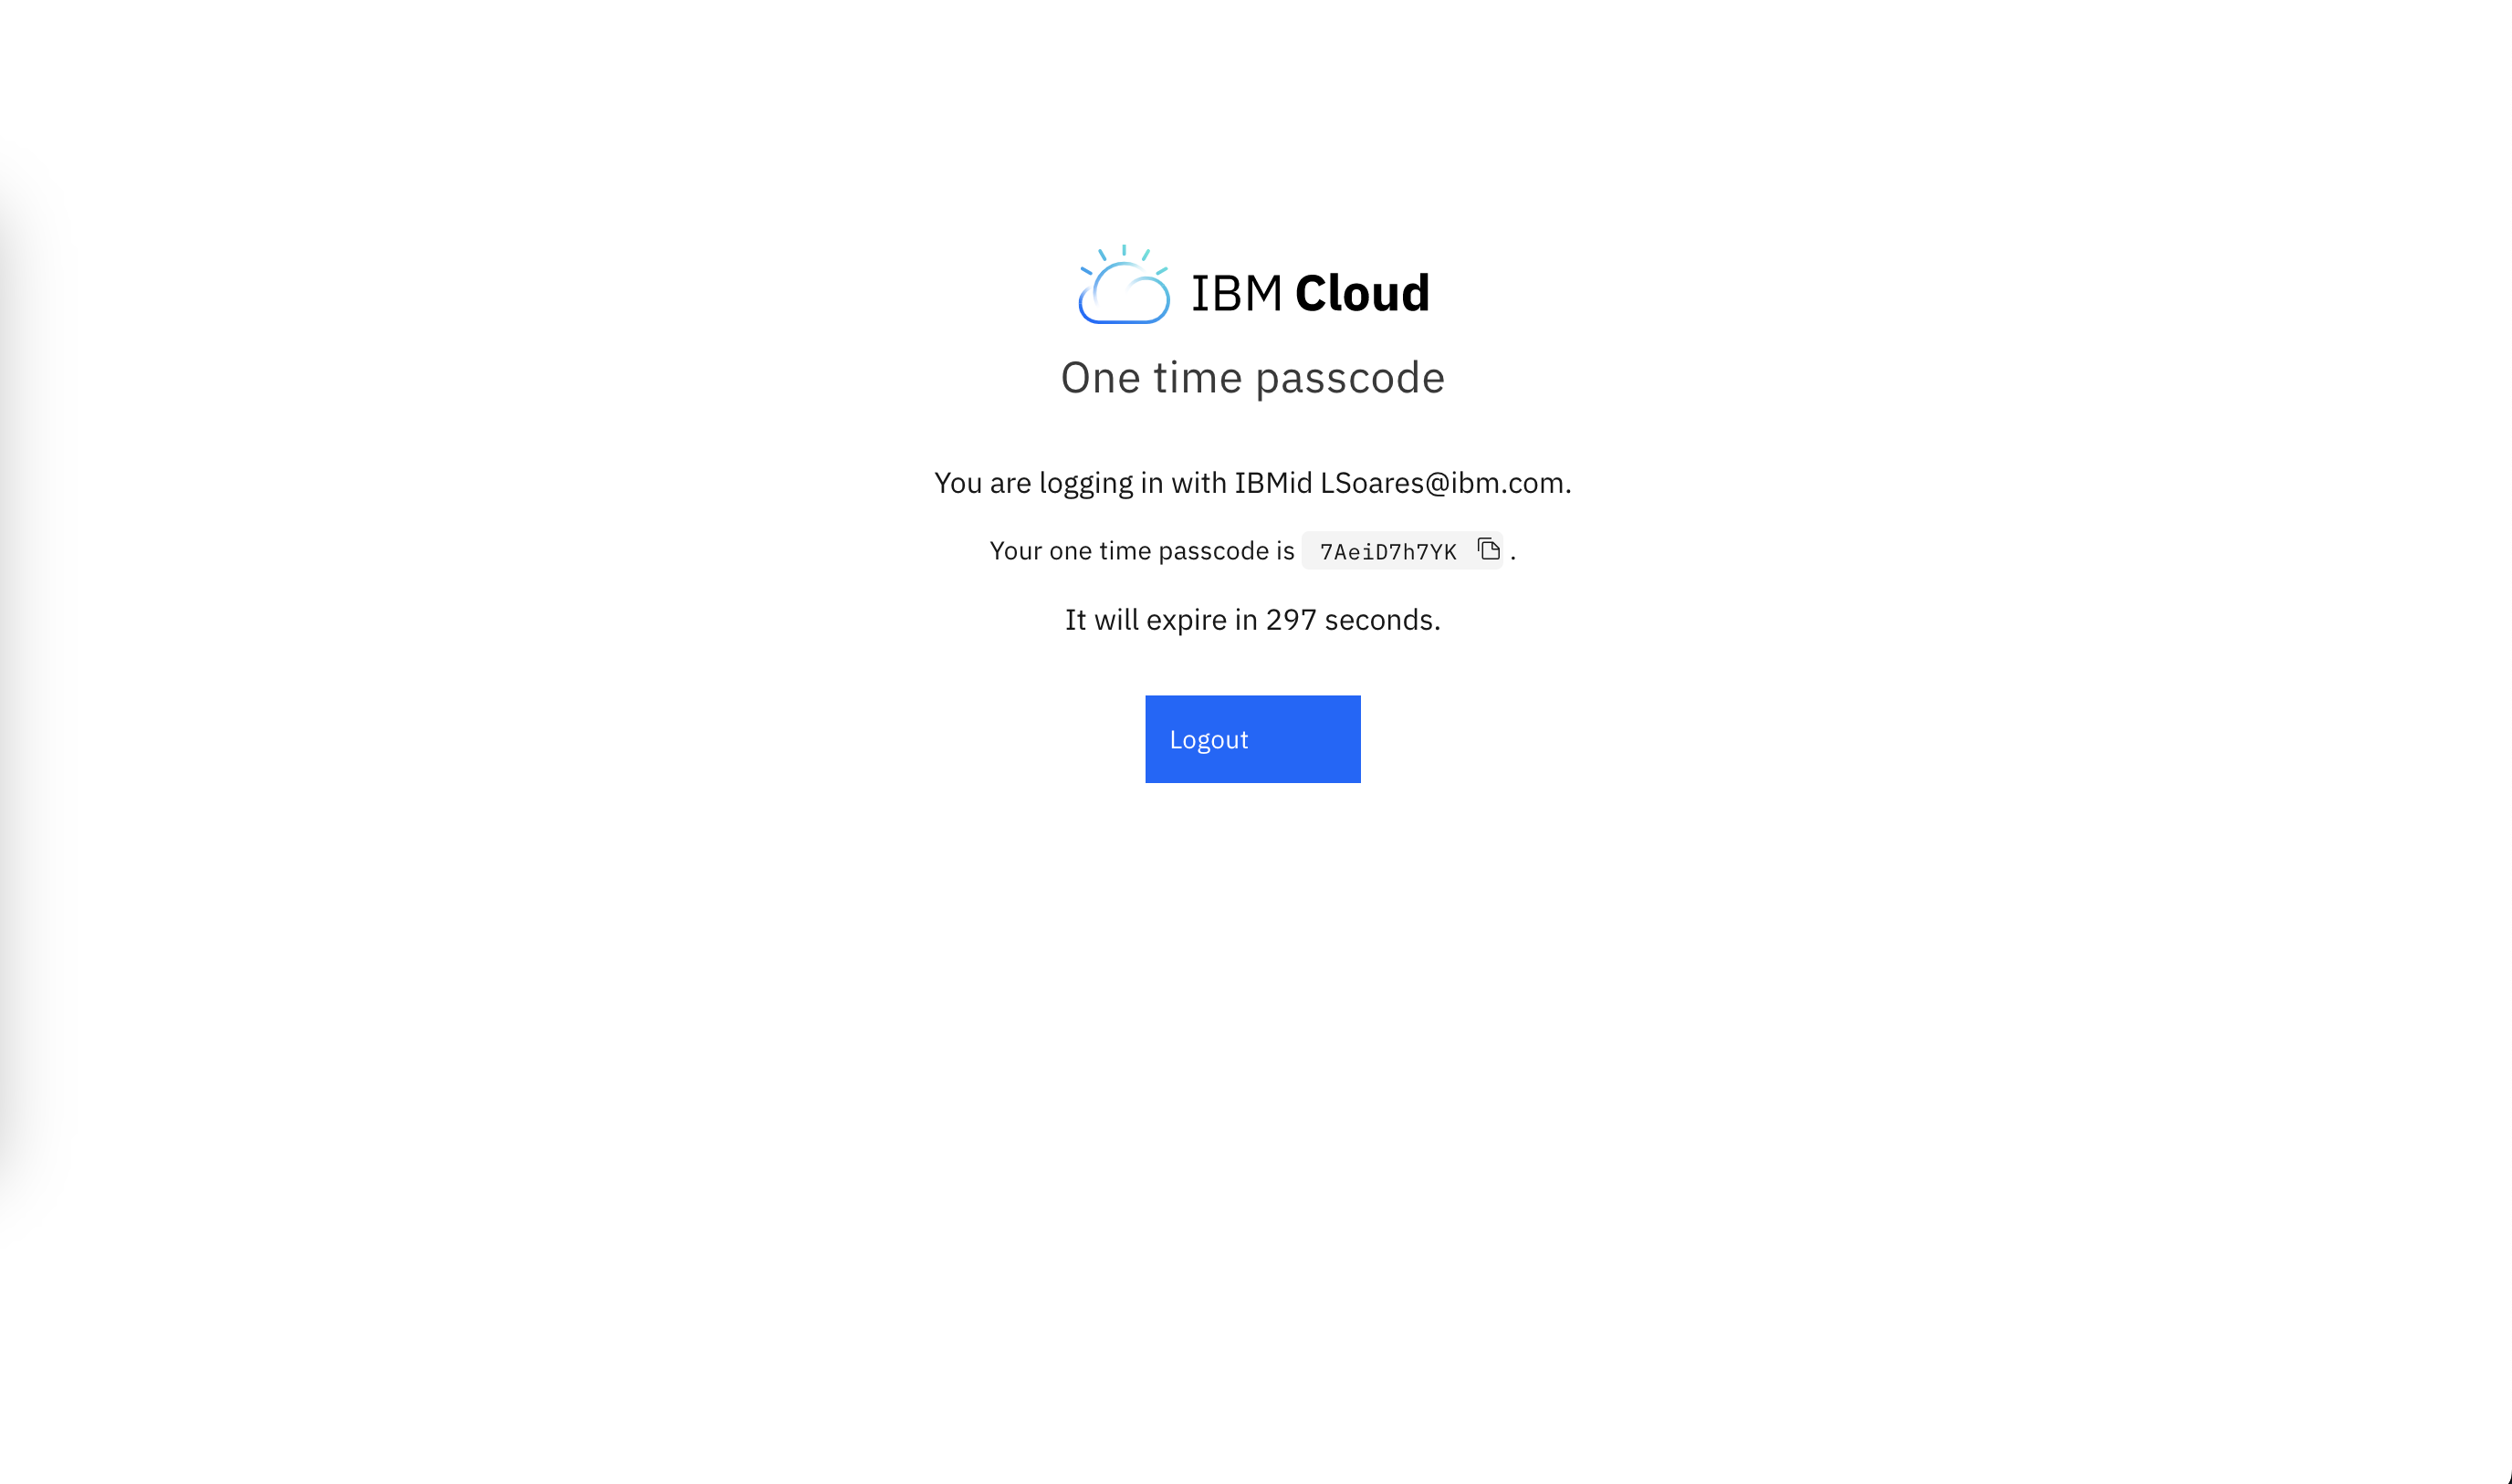 IBM Cloud
One time passcode
You are logging in with IBMid LSoares@ibm.com.
Your one time passcode is 7AeiD7h7YK .
It will expire in 297 seconds.
Logout